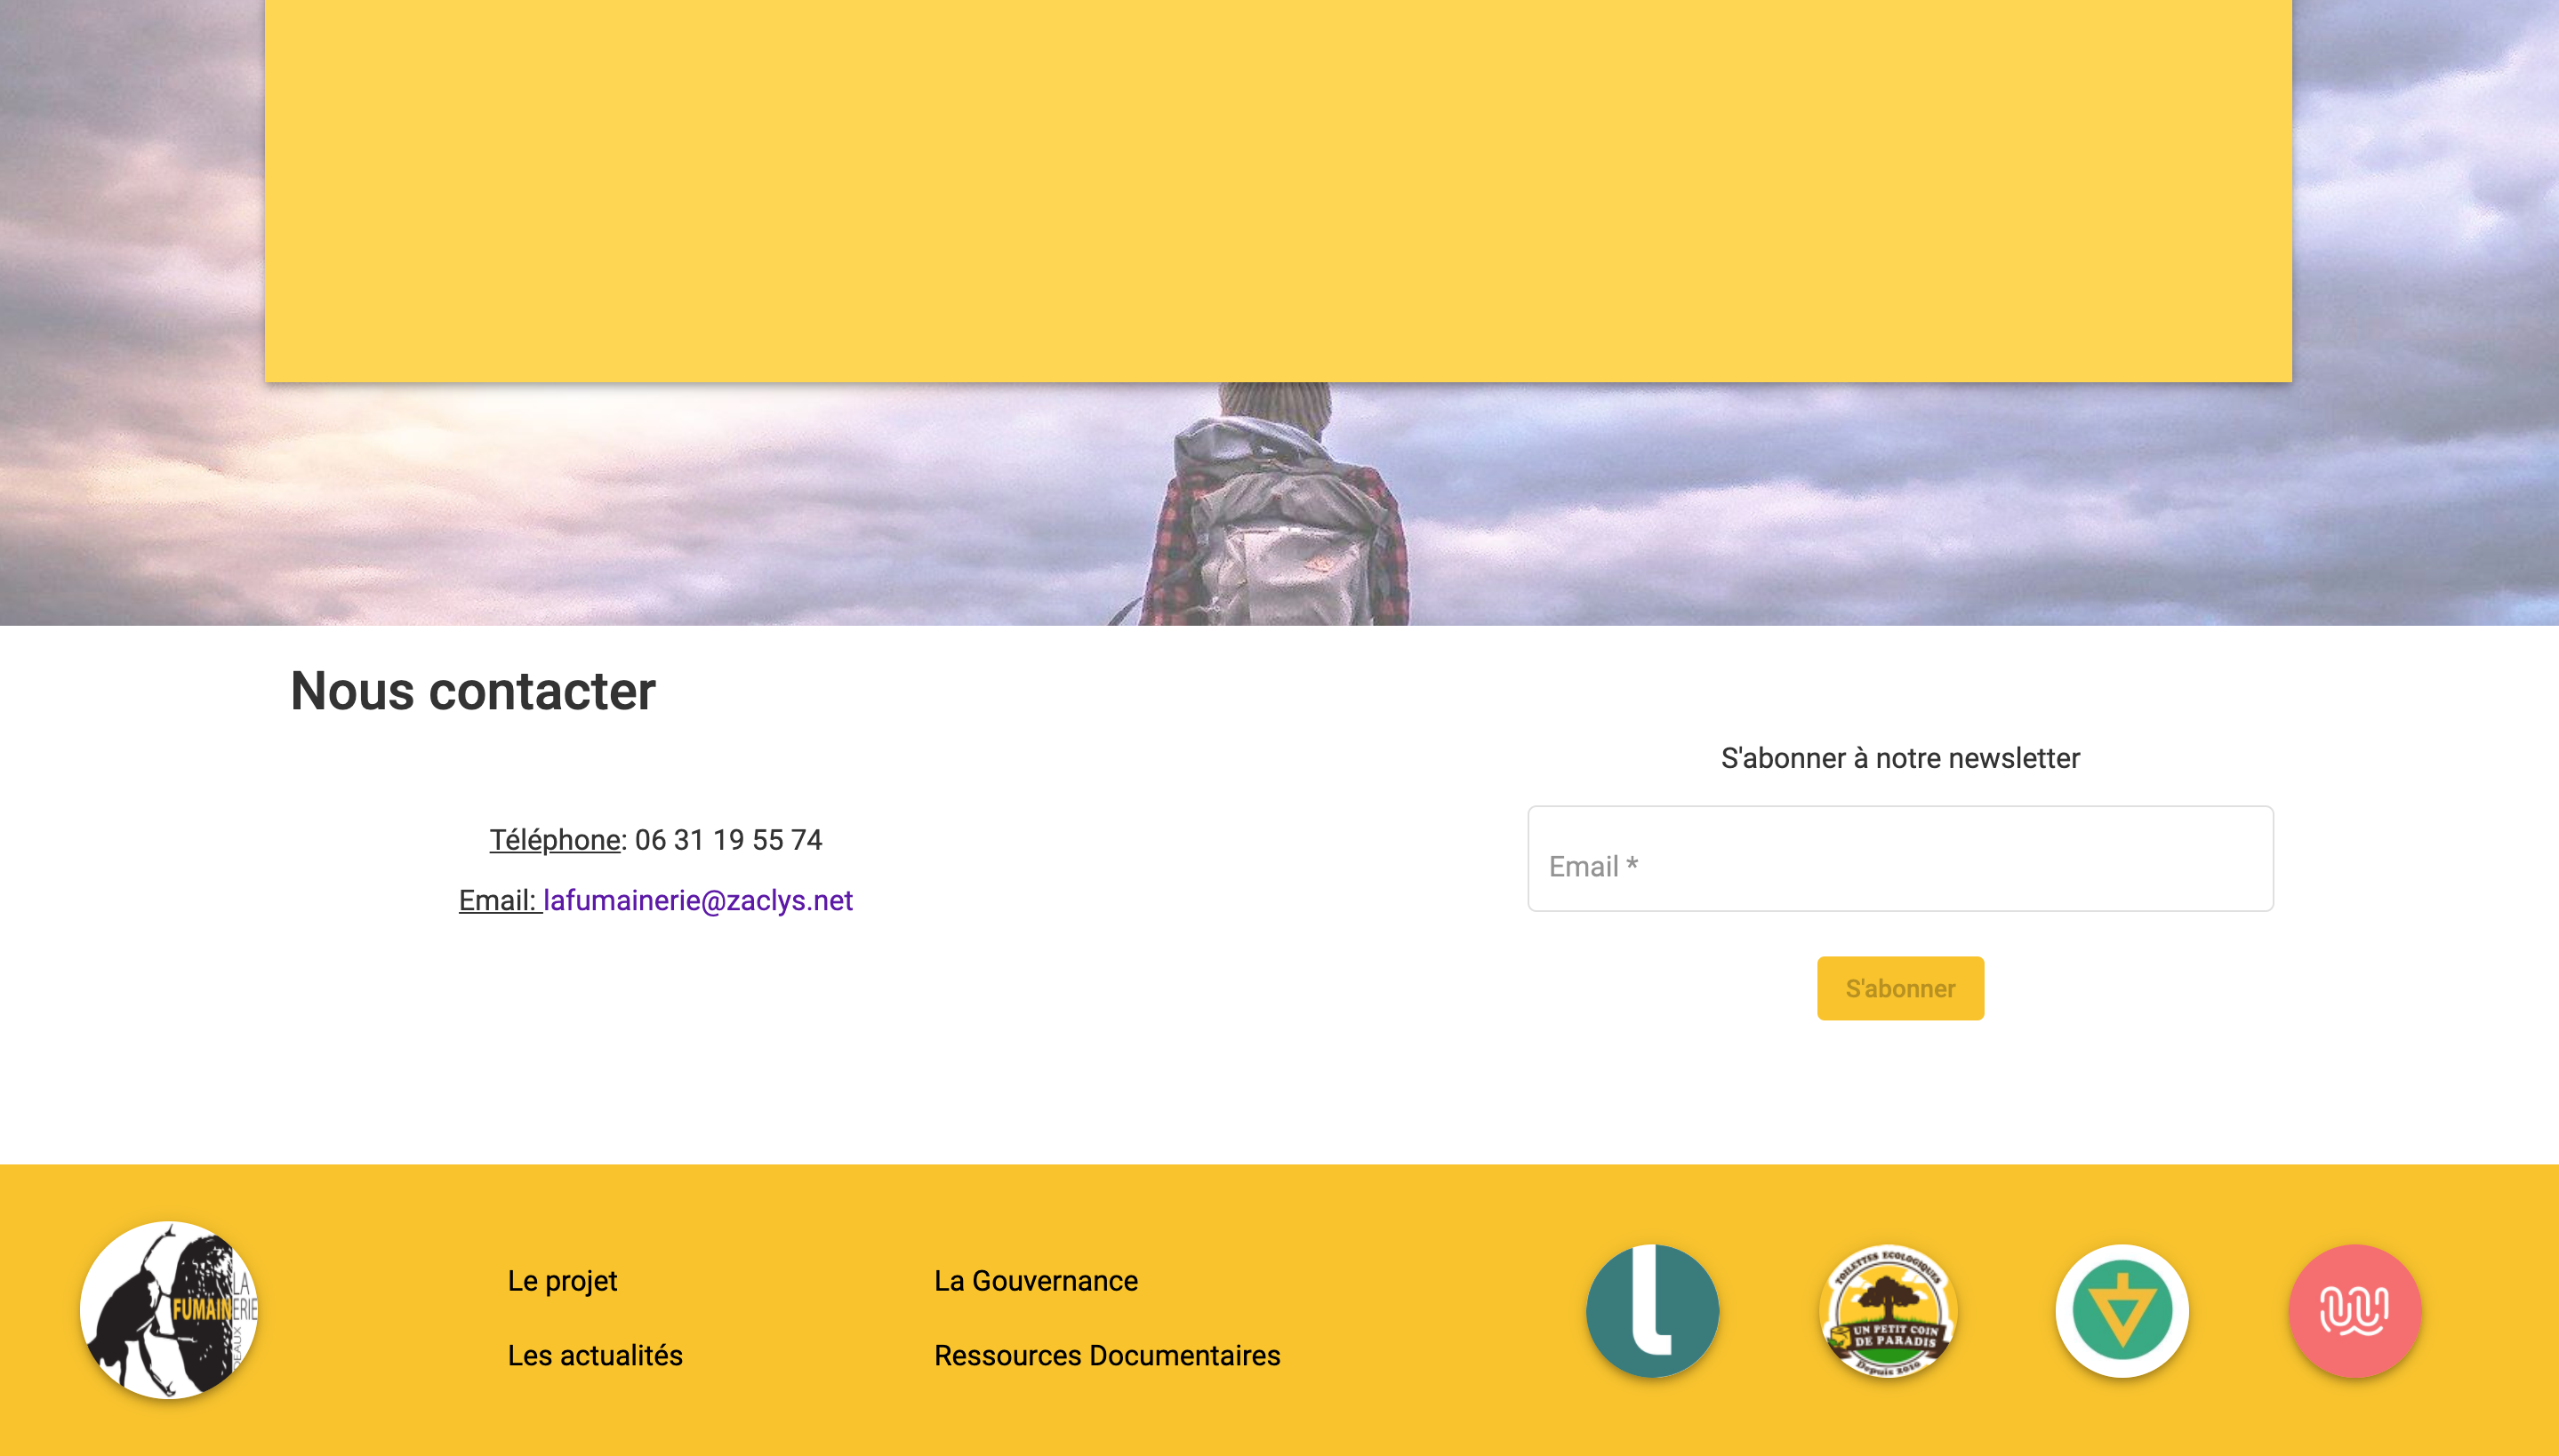 Nous contacter
S'abonner à notre newsletter
Téléphone: 06 31 19 55 74
Email *
Email: lafumainerie@zaclys.net
S'abonner
LA
FUMAINERIE
Le projet
La Gouvernance
Les actualités
Ressources Documentaires
TOILETTES ECOLOGIQUES
UN PETIT COIN
DE PARADIS
Depuis 2010